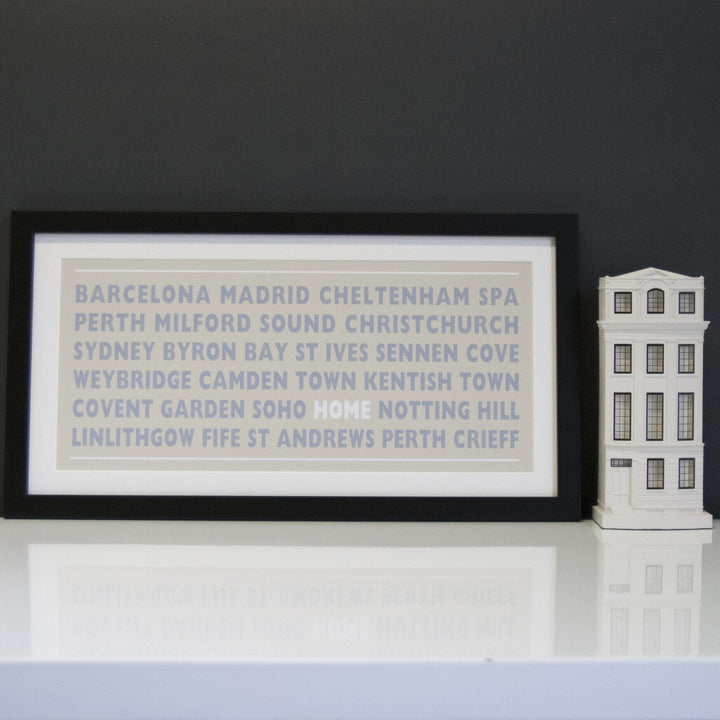 BARCELONA MADRID CHELTENHAM SPA
PERTH MILFORD SOUND CHRISTCHURCH
SYDNEY BYRON BAY ST IVES SENNEN COVE
WEYBRIDGE CAMDEN TOWN KENTISH TOWN
COVENT GARDEN SOHO HOME NOTTING HILL
LINLITHGOW FIFE ST ANDREWS PERTH CRIEFF